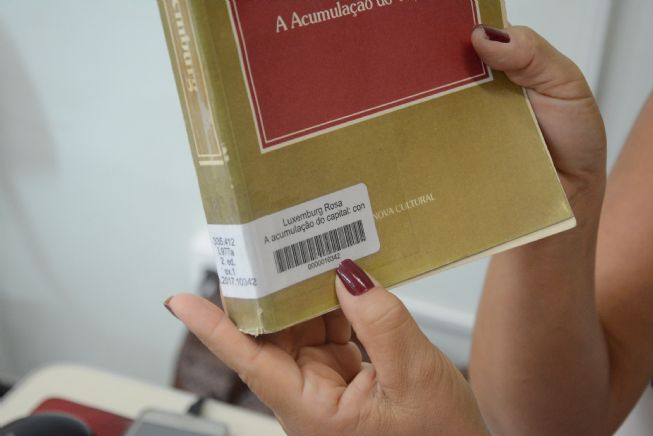 A Acumulação do
NOVA CULTURAL
Luxemburg Rosa
A acumulação do capital: con
0000010342
335.412
L977a
2. ed.
ex.1
2017.10342